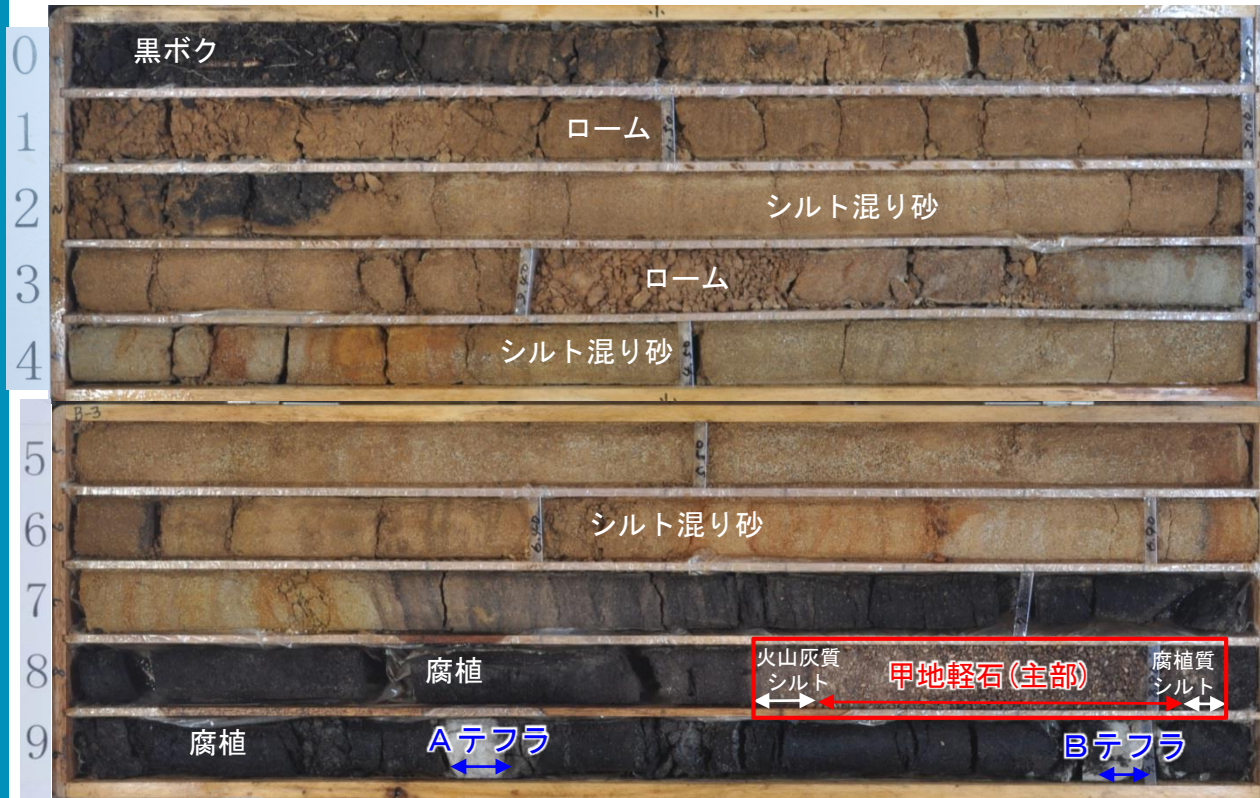 0
黒ボク
1
ローム
2
シルト混り砂
3
ローム
4
シルト混り砂
B-3
5
6
シルト混り砂
7
8
腐植
火山灰質
シルト
甲地軽石(主部)
腐植質
シルト
9
腐植
Aテフラ
Bテフラ